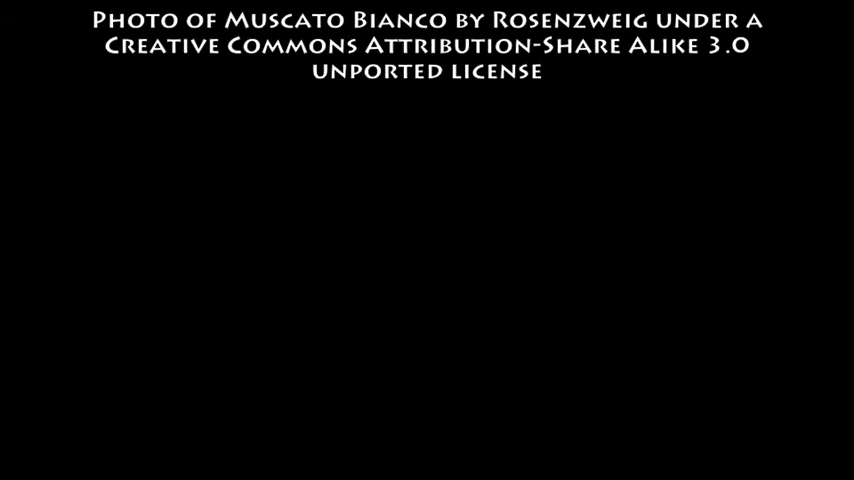 Photo of Muscato Bianco by Rosenzweig under a
Creative Commons Attribution-Share Alike 3.0
unported license